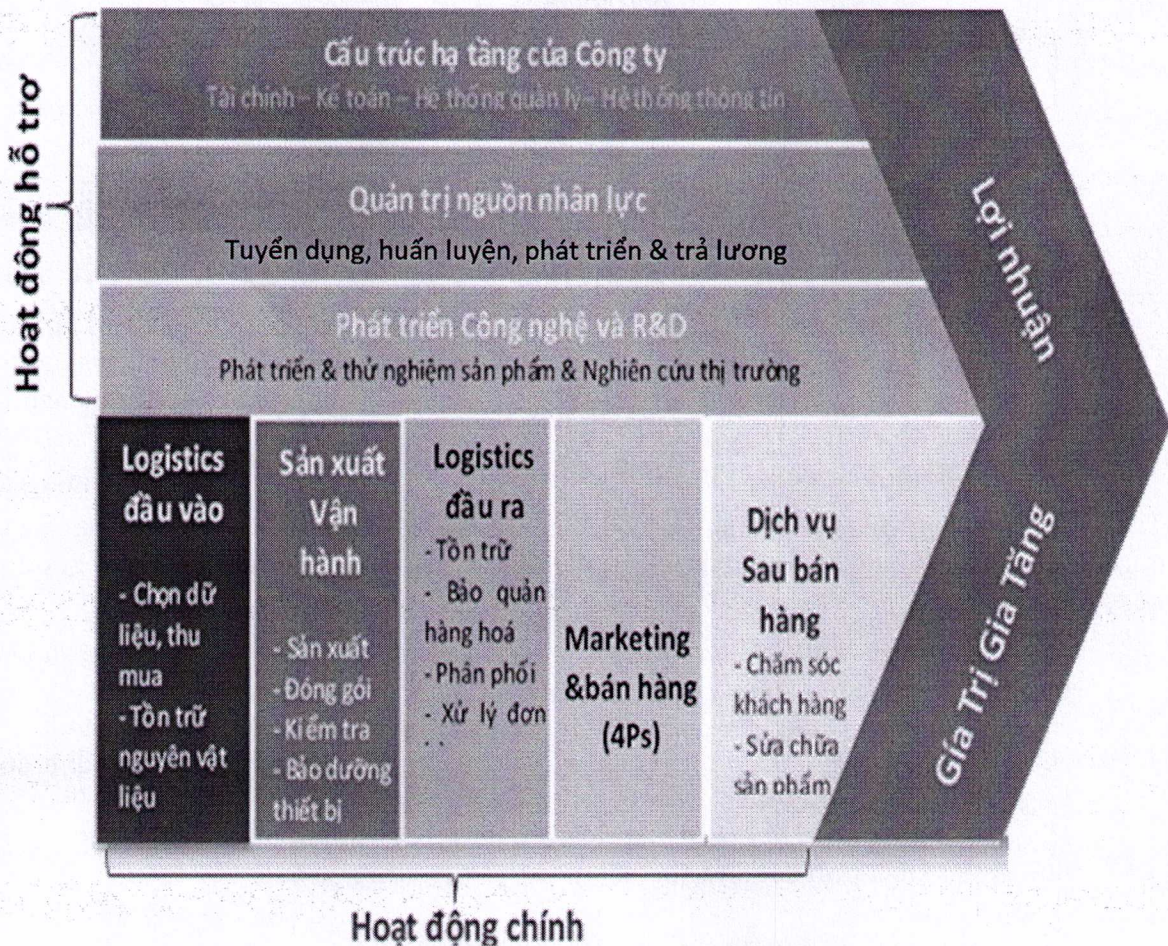 Hoạt đông hỗ trơ
Cấu trúc hạ tầng của Công ty
Tài chính – Kế toán – Hê thống quản lý – Hê thống thông tin
Quản trị nguồn nhân lực
Tuyển dụng, huấn luyện, phát triển & trả lương
Phát triển Công nghệ và R&D
Phát triển & thử nghiệm sản phẩm & Nghiên cứu thị trường
Logistics
đầu vào
- Chọn dữ
liệu, thu
mua
- Tồn trữ
nguyên vật
liệu
Sản xuất
Vận
hành
- Sản xuất
- Đóng gói
- Kiểm tra
- Bảo dưỡng
thiết bị
Logistics
đầu ra
- Tồn trữ
- Bảo quản
hàng hoá
- Phân phối
- Xử lý đơn
Marketing
&bán hàng
(4Ps)
Dịch vụ
Sau bán
hàng
- Chăm sóc
khách hàng
- Sửa chữa
sản phẩm
Lợi nhuận
Gía Trị Gia Tăng
Hoạt động chính